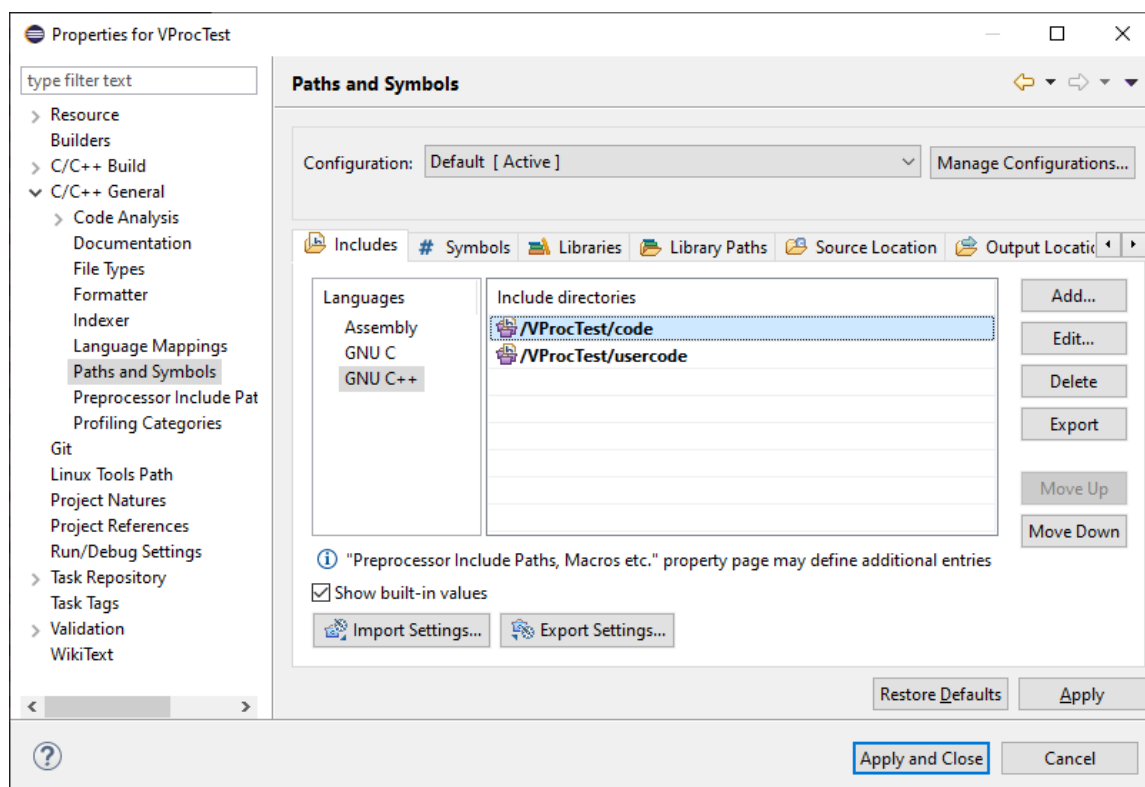 Properties for VProcTest
type filter text
Resource
Builders
C/C++ Build
C/C++ General
Code Analysis
Documentation
File Types
Formatter
Indexer
Language Mappings
Paths and Symbols
Preprocessor Include Pat
Profiling Categories
Git
Linux Tools Path
Project Natures
Project References
Run/Debug Settings
Task Repository
Task Tags
Validation
WikiText
Paths and Symbols
Configuration: Default [ Active ] Manage Configurations...
Includes # Symbols Libraries Library Paths Source Location Output Locatic
Languages
Assembly
GNU C
GNU C++
Include directories
/VProcTest/code
/VProcTest/usercode
Add...
Edit...
Delete
Export
Move Up
Move Down
"Preprocessor Include Paths, Macros etc." property page may define additional entries
Show built-in values
Import Settings... Export Settings...
Restore Defaults Apply
? Apply and Close Cancel